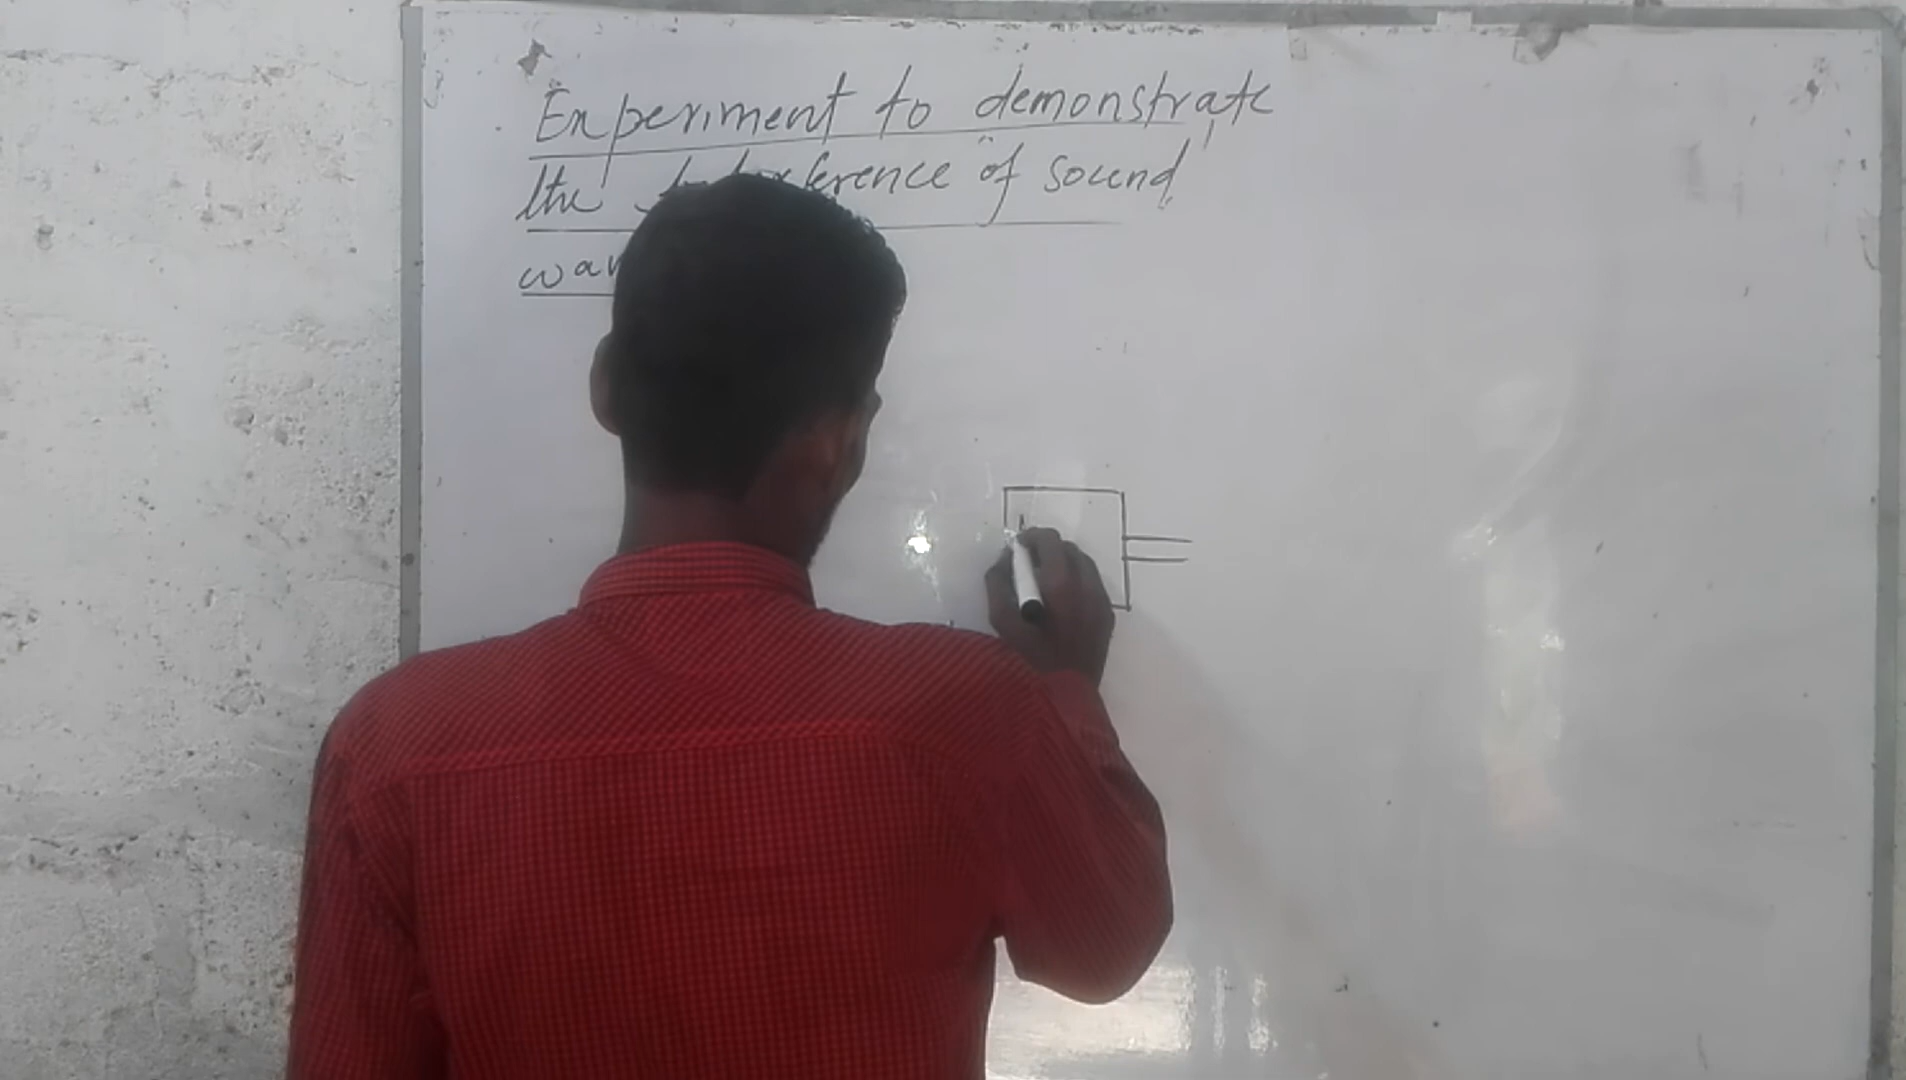 Experiment to demonstrate
the of sound